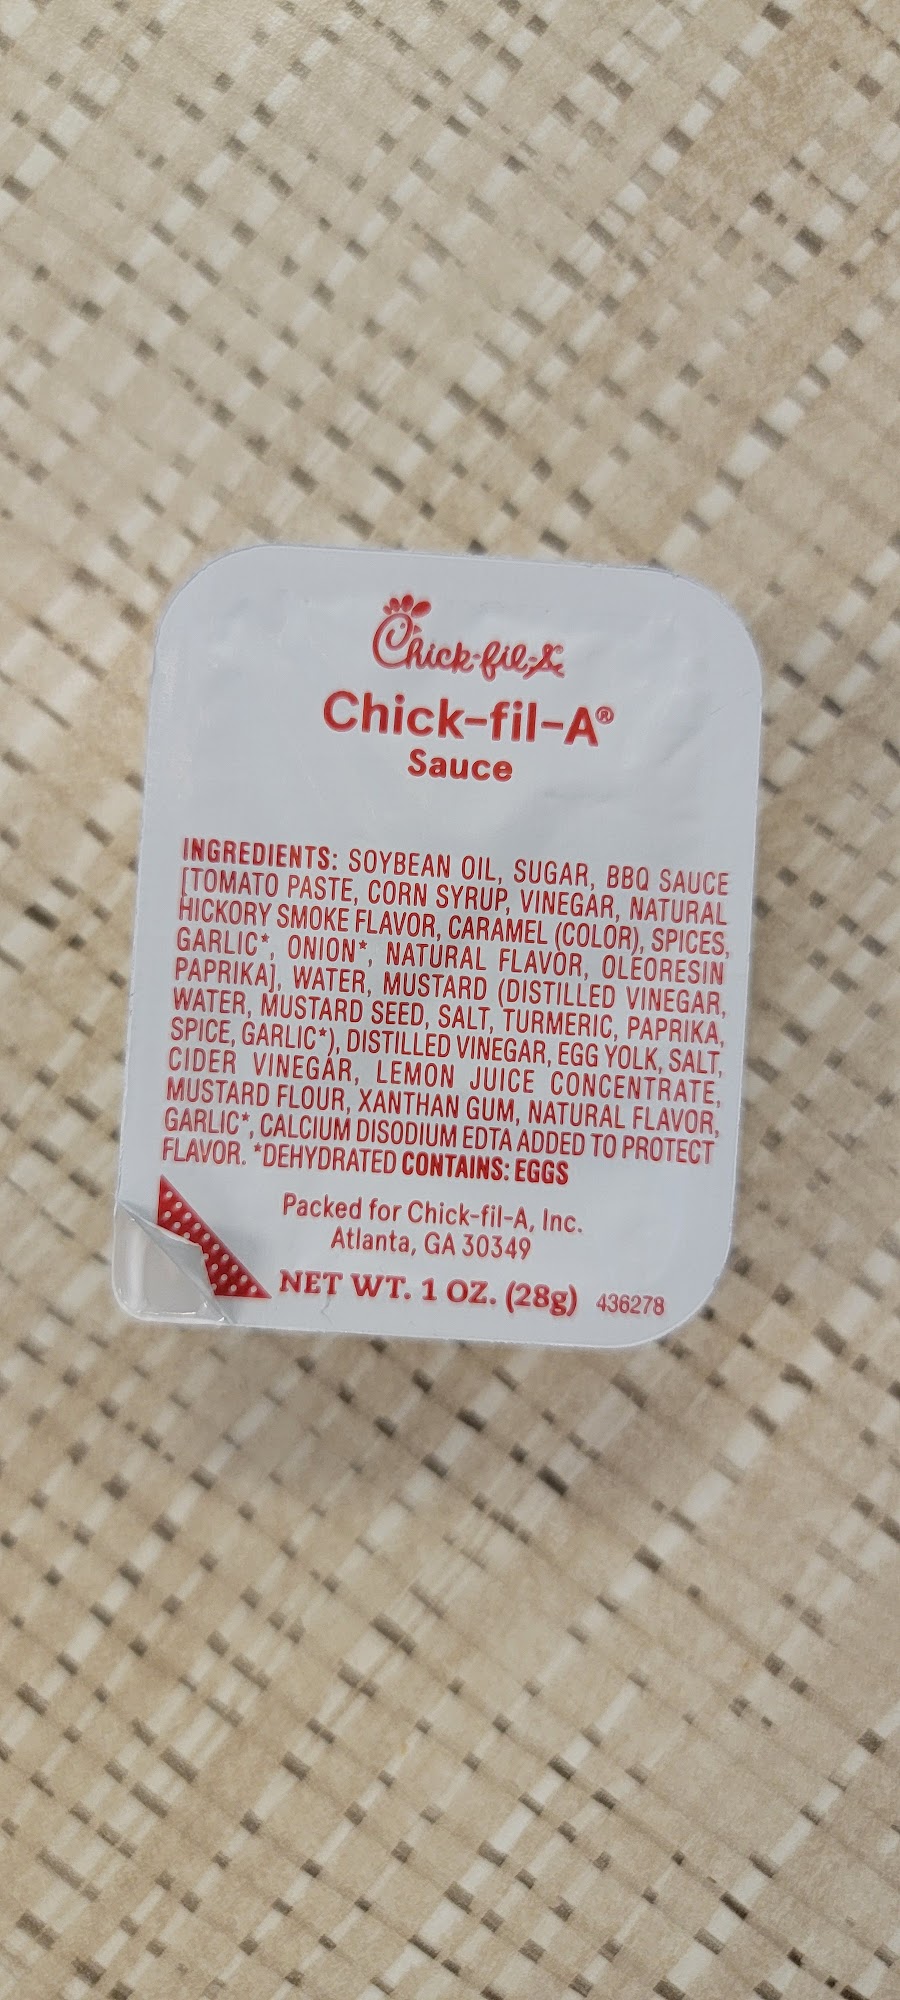 Chick-fil-A
Chick-fil-A®
Sauce
INGREDIENTS: SOYBEAN OIL, SUGAR, BBQ SAUCE
[TOMATO PASTE, CORN SYRUP, VINEGAR, NATURAL
HICKORY SMOKE FLAVOR, CARAMEL (COLOR), SPICES,
GARLIC*, ONION*, NATURAL FLAVOR, OLEORESIN
PAPRIKA], WATER, MUSTARD (DISTILLED VINEGAR,
WATER, MUSTARD SEED, SALT, TURMERIC, PAPRIKA,
SPICE, GARLIC*), DISTILLED VINEGAR, EGG YOLK, SALT,
CIDER VINEGAR, LEMON JUICE CONCENTRATE,
MUSTARD FLOUR, XANTHAN GUM, NATURAL FLAVOR,
GARLIC*, CALCIUM DISODIUM EDTA ADDED TO PROTECT
FLAVOR. *DEHYDRATED CONTAINS: EGGS
Packed for Chick-fil-A, Inc.
Atlanta, GA 30349
NET WT. 1 OZ. (28g) 436278